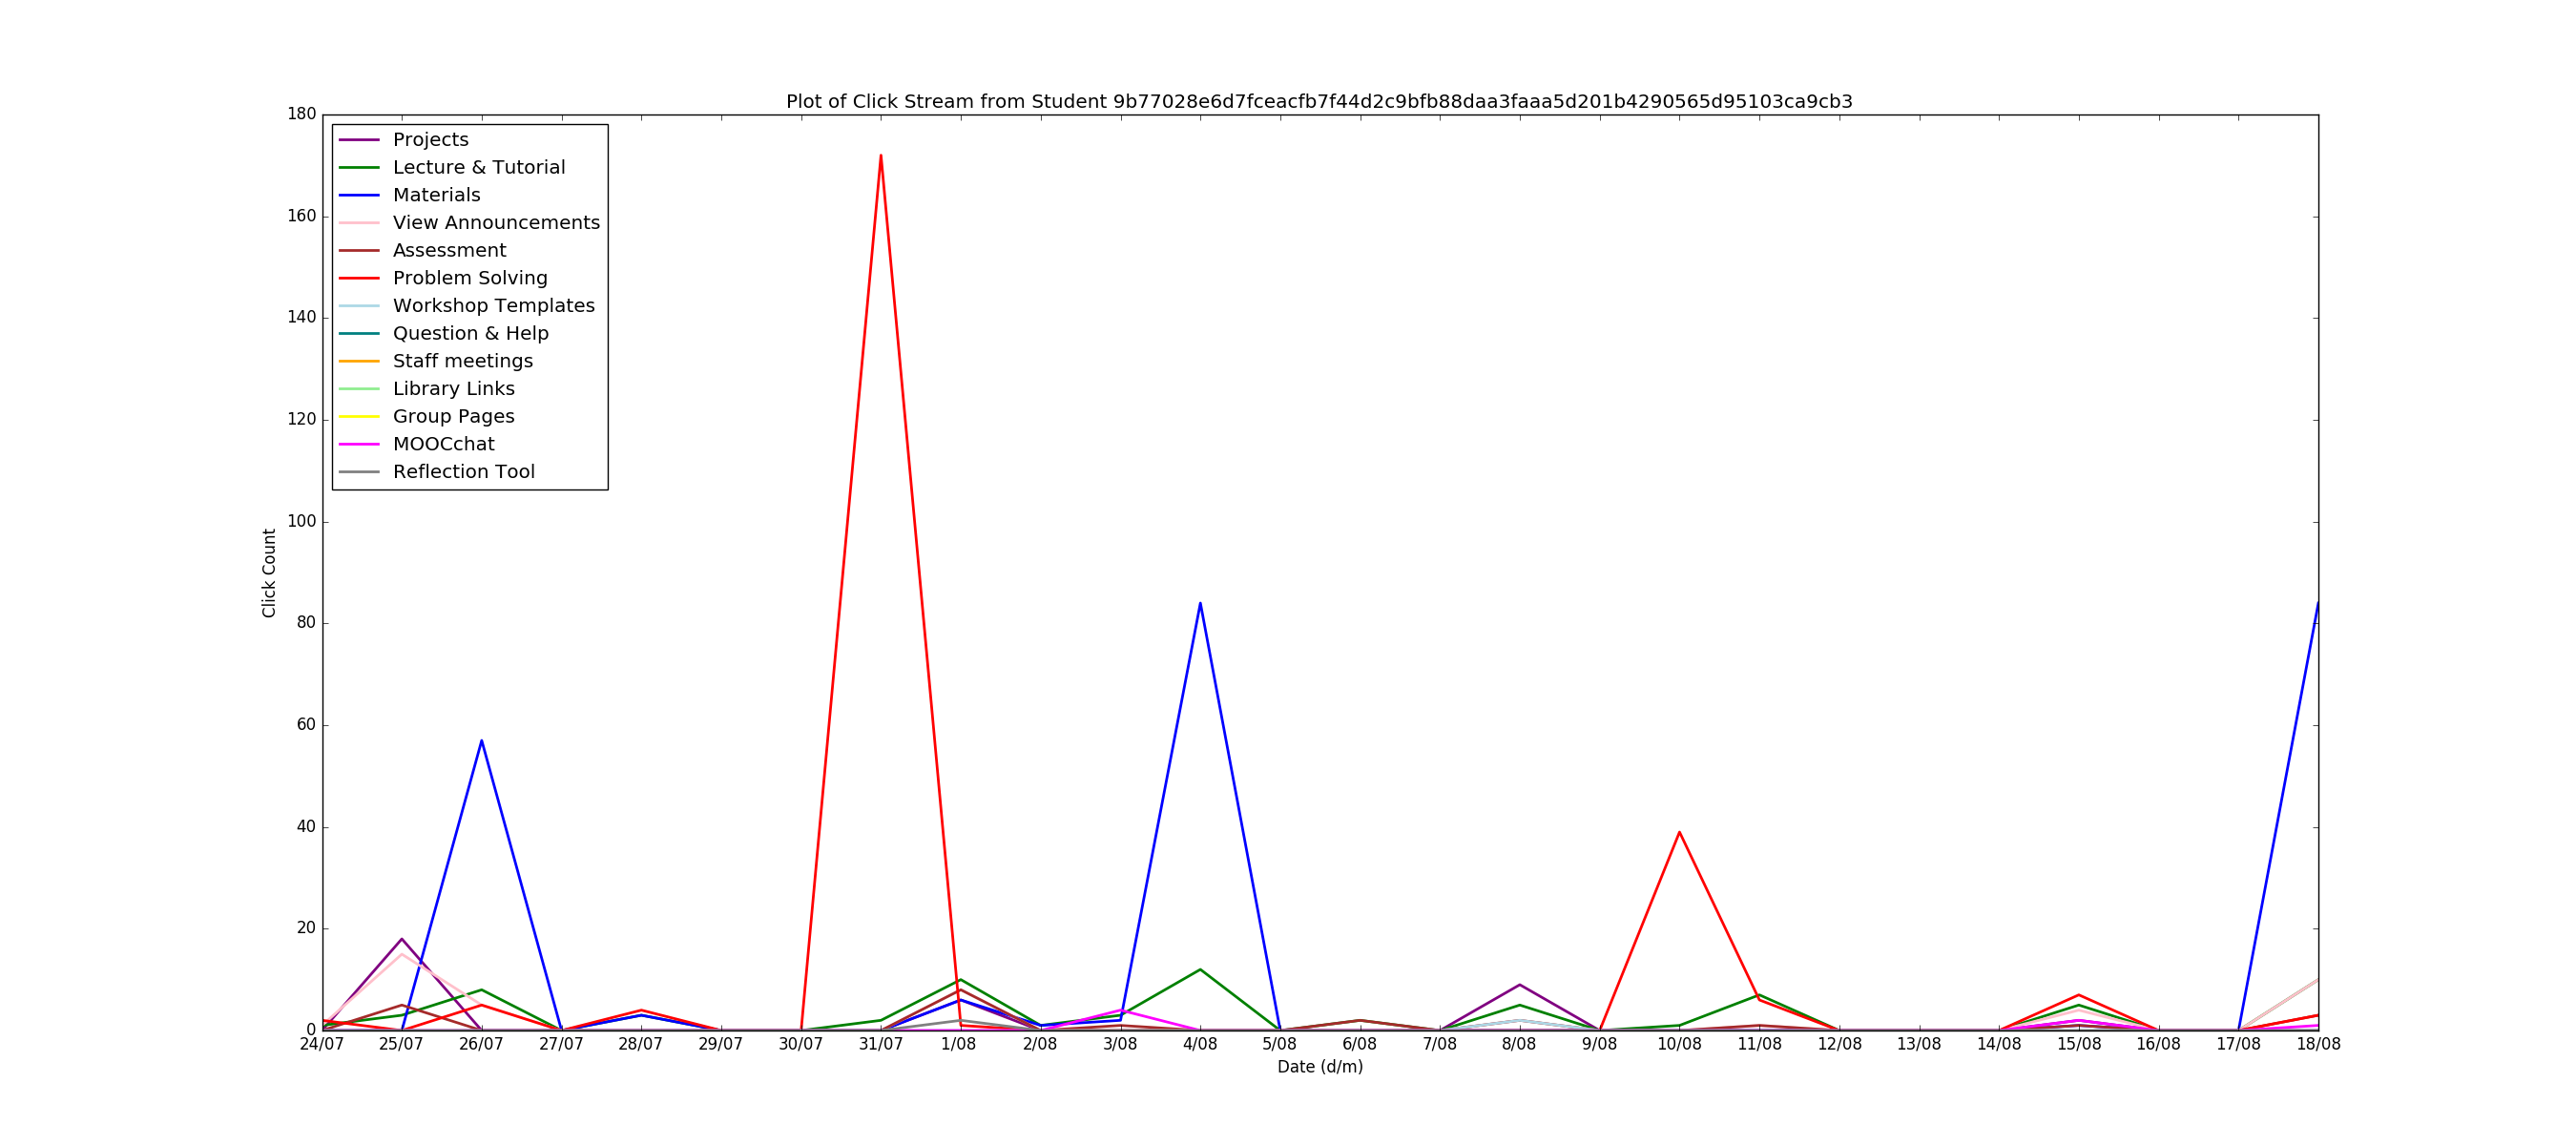 Plot of Click Stream from Student 9b77028e6d7fceacfb7f44d2c9bfb88daa3faaa5d201b4290565d95103ca9cb3
180
160
140
120
100
80
60
40
20
0
Click Count
Projects
Lecture & Tutorial
Materials
View Announcements
Assessment
Problem Solving
Workshop Templates
Question & Help
Staff meetings
Library Links
Group Pages
MOOCchat
Reflection Tool
24/07 25/07 26/07 27/07 28/07 29/07 30/07 31/07 1/08 2/08 3/08 4/08 5/08 6/08 7/08 8/08 9/08 10/08 11/08 12/08 13/08 14/08 15/08 16/08 17/08 18/08
Date (d/m)